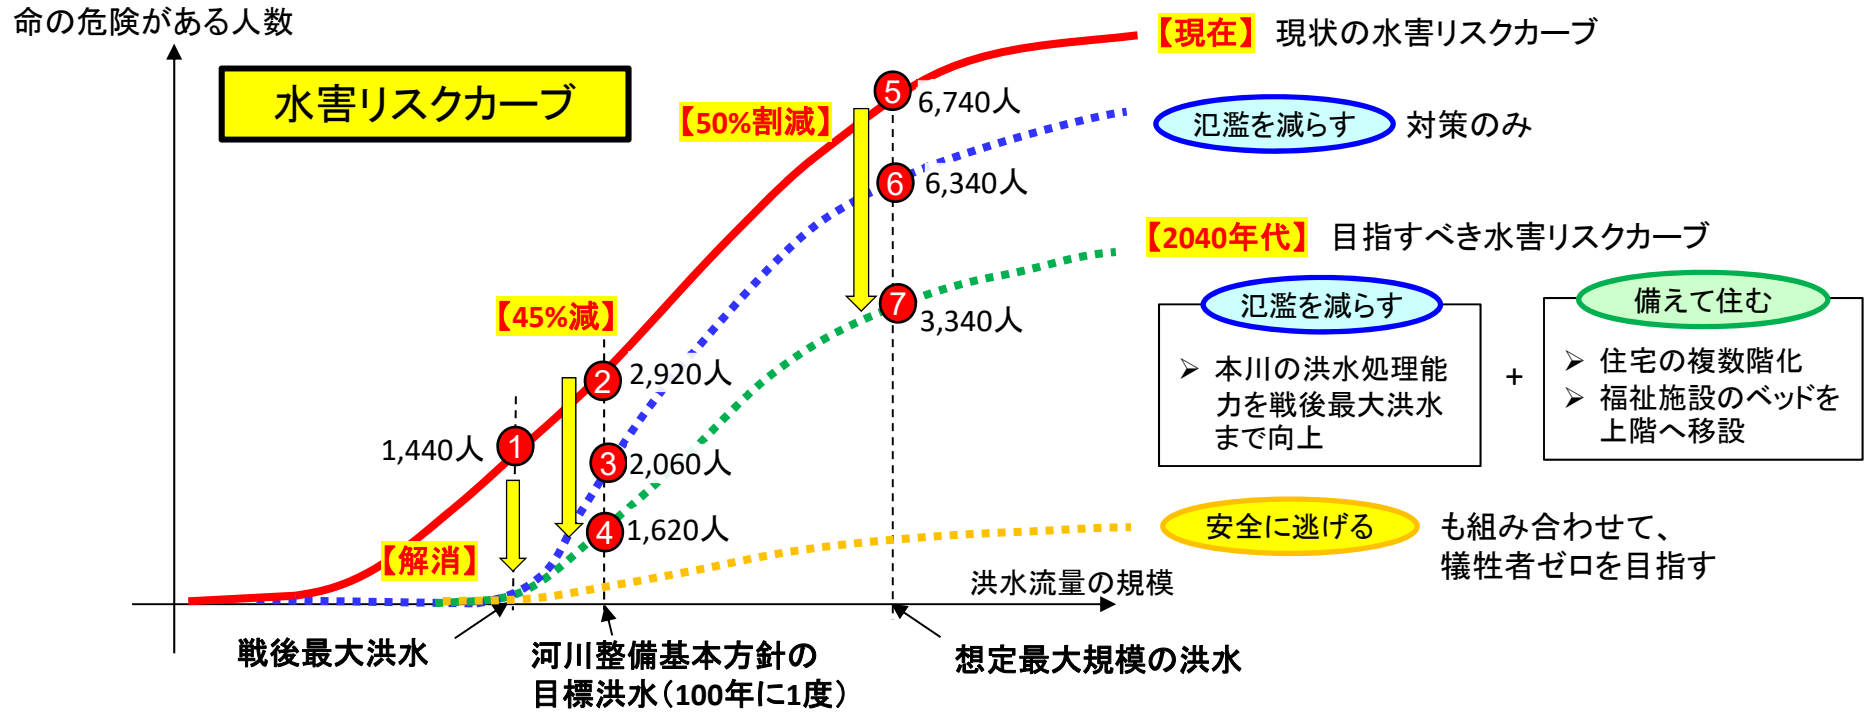 命の危険がある人数
水害リスクカーブ
【現在】 現状の水害リスクカーブ
【50%割減】
5
6,740人
氾濫を減らす 対策のみ
6
6,340人
【2040年代】 目指すべき水害リスクカーブ
【45%減】
7
3,340人
氾濫を減らす
➢ 本川の洪水処理能
力を戦後最大洪水
まで向上
+
備えて住む
➢ 住宅の複数階化
➢ 福祉施設のベッドを
上階へ移設
2
2,920人
1,440人
1
3
2,060人
4
1,620人
【解消】
安全に逃げる も組み合わせて、
犠牲者ゼロを目指す
洪水流量の規模
戦後最大洪水
河川整備基本方針の
目標洪水(100年に1度)
想定最大規模の洪水